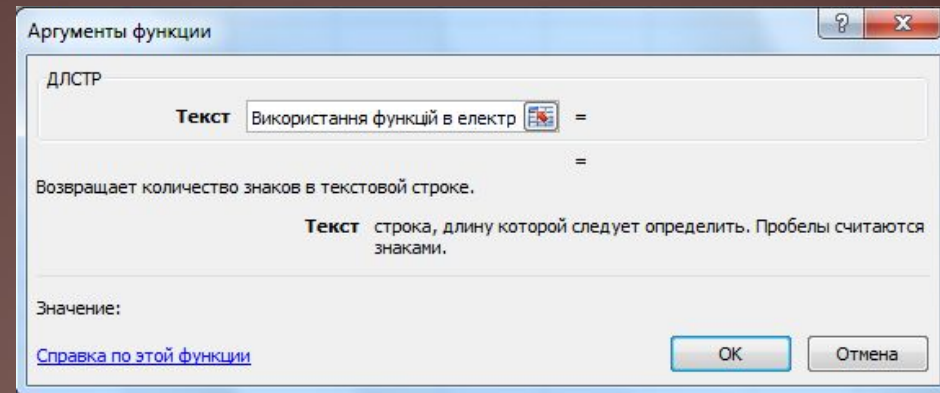 Аргументы функции
ДЛСТР
Текст Використання функцій в електр =
=
Возвращает количество знаков в текстовой строке.
Текст строка, длину которой следует определить. Пробелы считаются
знаками.
Значение:
Справка по этой функции
ОК Отмена